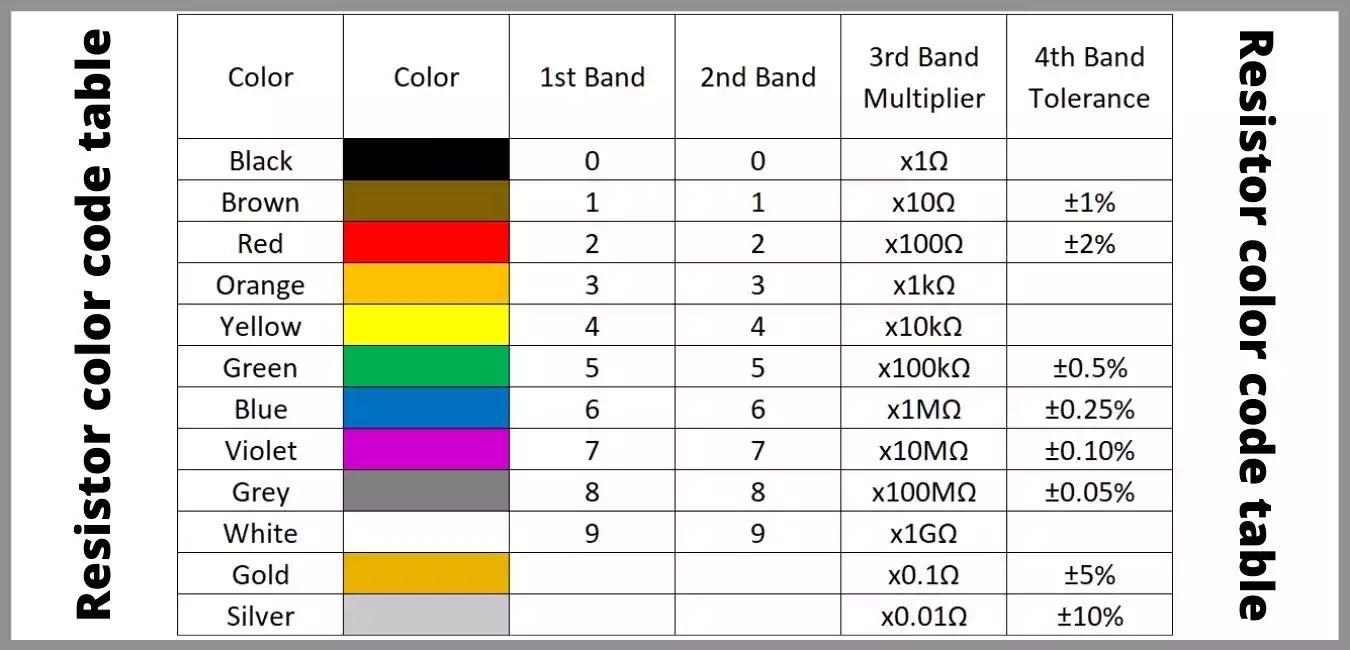 Resistor color code table
Color Color 1st Band 2nd Band 3rd Band Multiplier 4th Band Tolerance
Black 0 0 x1Ω
Brown 1 1 x10Ω ±1%
Red 2 2 x100Ω ±2%
Orange 3 3 x1kΩ
Yellow 4 4 x10kΩ
Green 5 5 x100kΩ ±0.5%
Blue 6 6 x1MΩ ±0.25%
Violet 7 7 x10MΩ ±0.10%
Grey 8 8 x100MΩ ±0.05%
White 9 9 x1GΩ
Gold x0.1Ω ±5%
Silver x0.01Ω ±10%
Resistor color code table